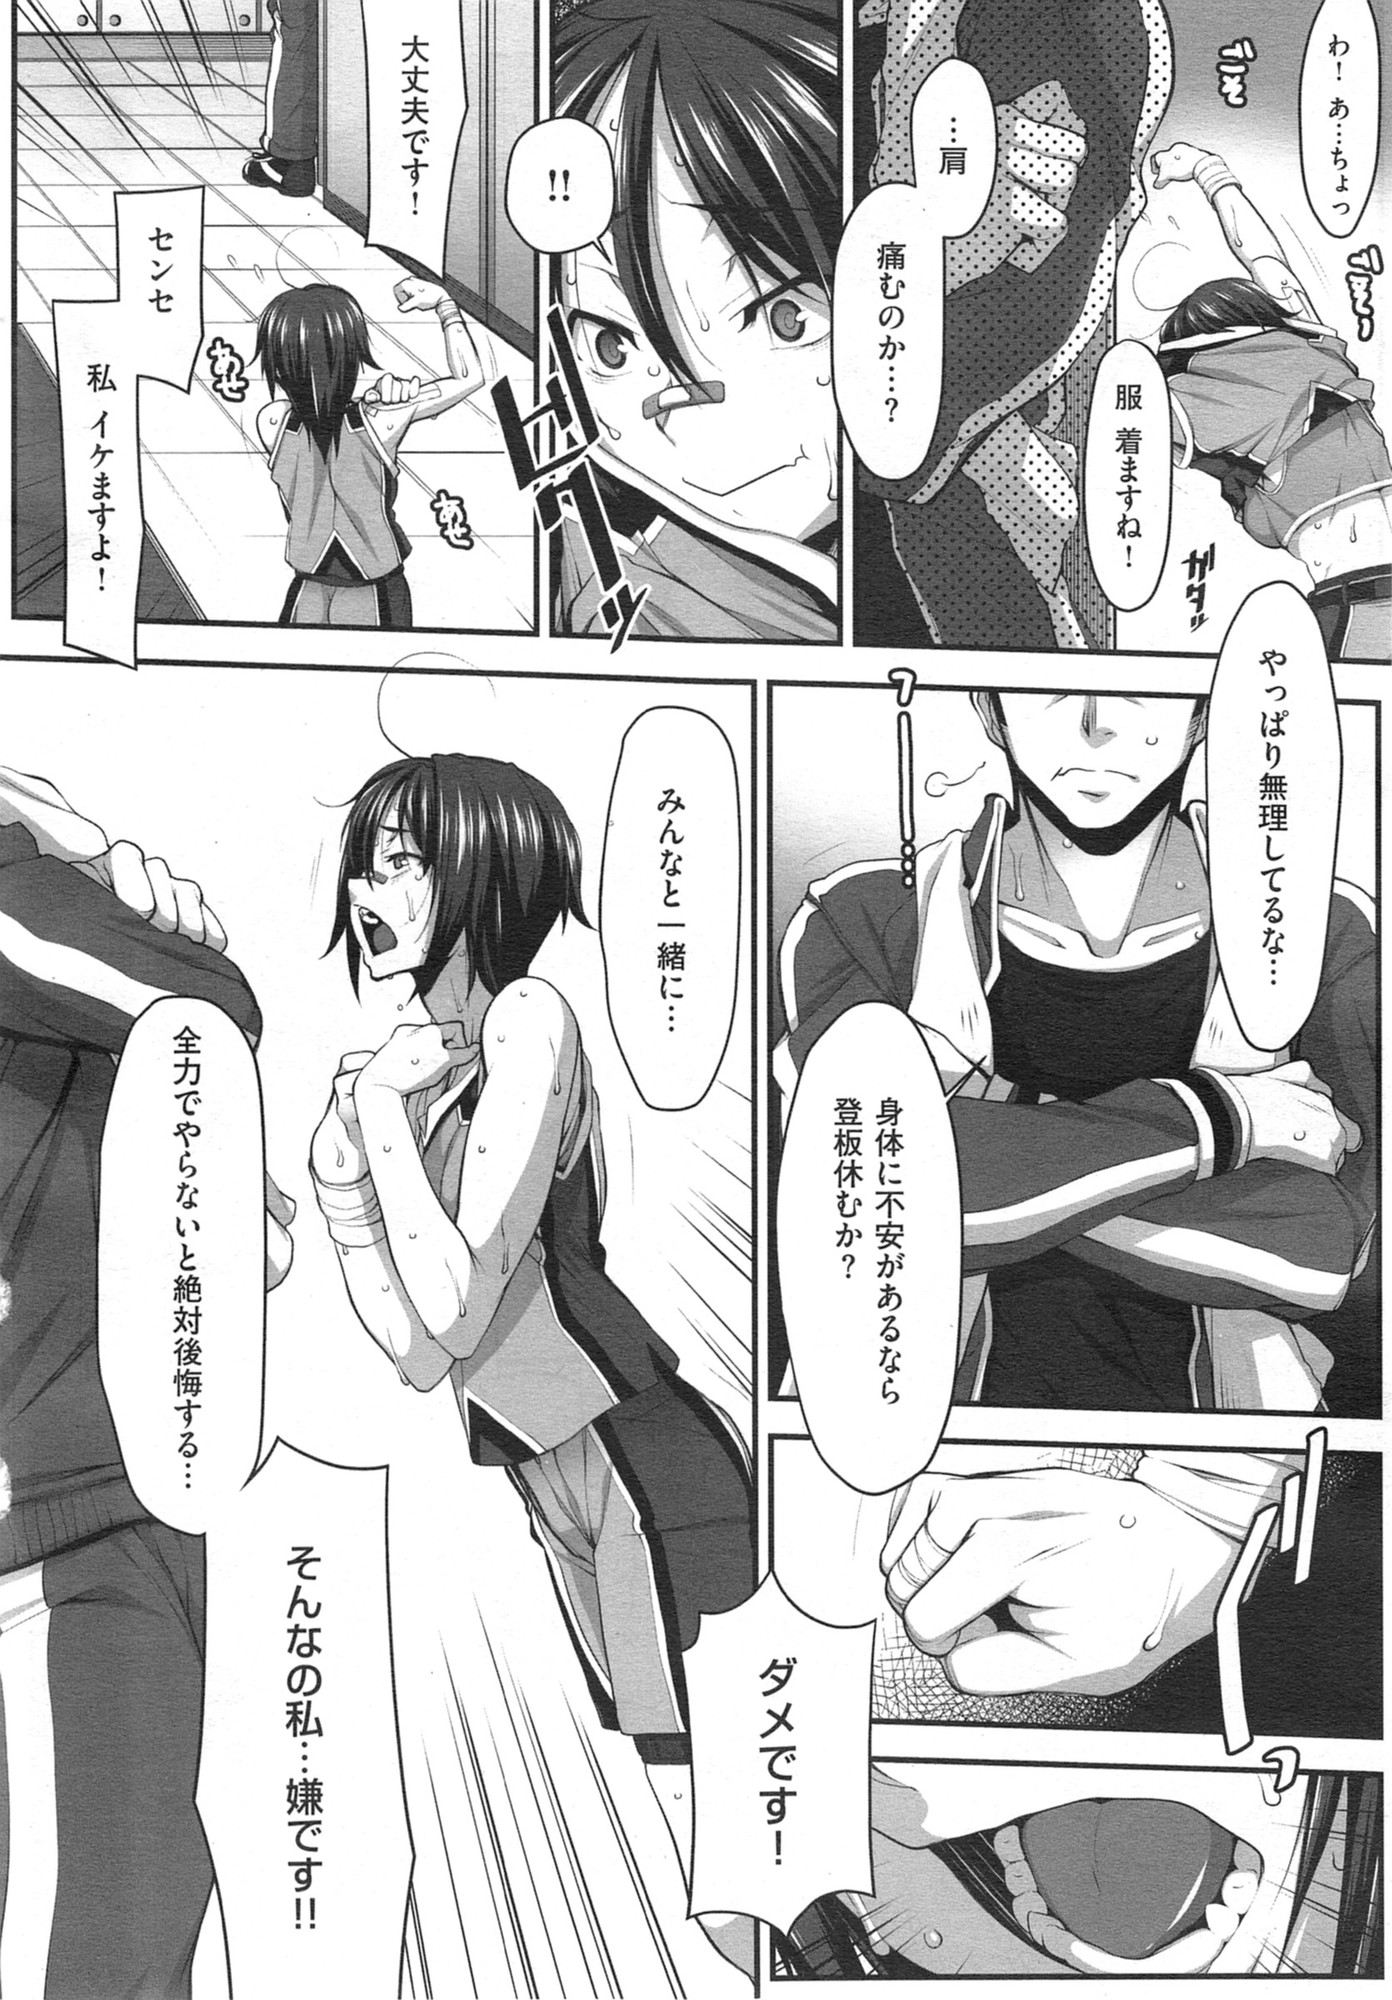 わ！あ…ちょっ
ごそ
ごそー
服 着ますね！
ガタッ
…肩
痛むのか…？
!!
ビクッ
大丈夫です！
センセ
私 イケますよ！
あせ
あせ
やっぱり無理してるな…
フーー…
身体に不安があるなら
登板休むか？
ダメです！
みんなと一緒に…
全力でやらないと絶対後悔する…
そんなの私…嫌です!!